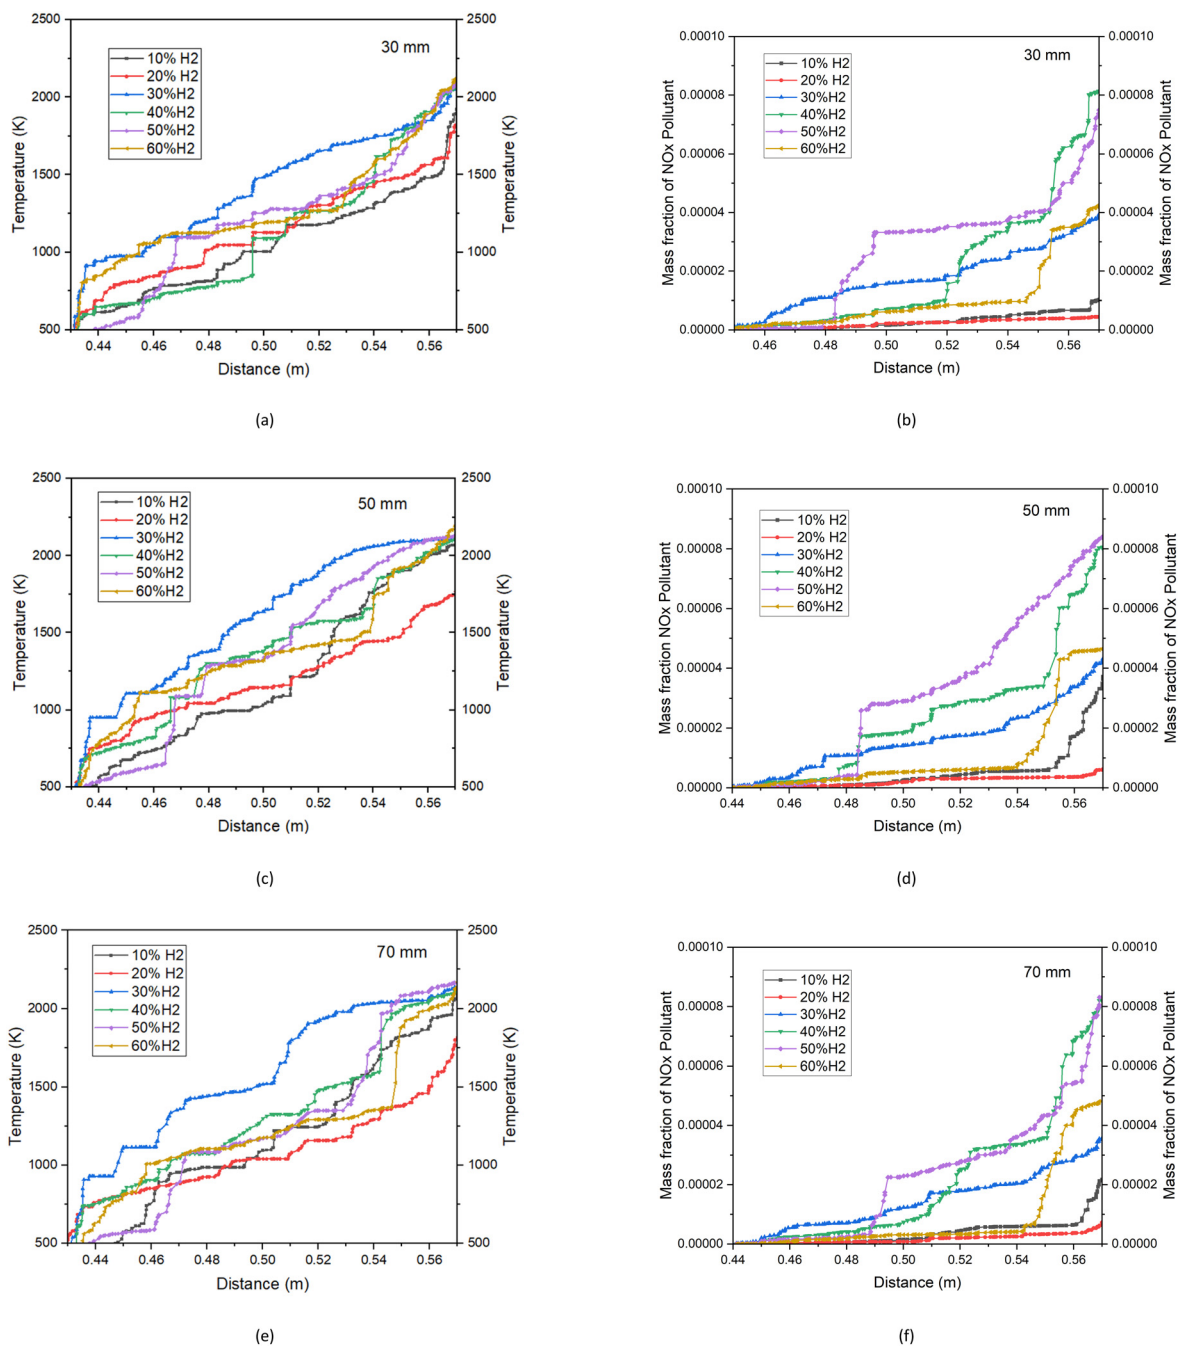 30 mm
10% H2
20% H2
30%H2
40%H2
50%H2
60%H2
Temperature (K)
Temperature (K)
2500
2000
1500
1000
500
2500
2000
1500
1000
500
0.44 0.46 0.48 0.50 0.52 0.54 0.56
Distance (m)
(a)
30 mm
10% H2
20% H2
30%H2
40%H2
50%H2
60%H2
Mass fraction of NOx Pollutant
Mass fraction of NOx Pollutant
0.00010
0.00008
0.00006
0.00004
0.00002
0.00000
0.00010
0.00008
0.00006
0.00004
0.00002
0.00000
0.46 0.48 0.50 0.52 0.54 0.56
Distance (m)
(b)
50 mm
10% H2
20% H2
30%H2
40%H2
50%H2
60%H2
Temperature (K)
Temperature (K)
2500
2000
1500
1000
500
2500
2000
1500
1000
500
0.44 0.46 0.48 0.50 0.52 0.54 0.56
Distance (m)
(c)
50 mm
10% H2
20% H2
30%H2
40%H2
50%H2
60%H2
Mass fraction NOx Pollutant
Mass fraction of NOx Pollutant
0.00010
0.00008
0.00006
0.00004
0.00002
0.00000
0.00010
0.00008
0.00006
0.00004
0.00002
0.00000
0.44 0.46 0.48 0.50 0.52 0.54 0.56
Distance (m)
(d)
70 mm
10% H2
20% H2
30%H2
40%H2
50%H2
60%H2
Temperature (K)
Temperature (K)
2500
2000
1500
1000
500
2500
2000
1500
1000
500
0.44 0.46 0.48 0.50 0.52 0.54 0.56
Distance (m)
(e)
70 mm
10% H2
20% H2
30%H2
40%H2
50%H2
60%H2
Mass fraction of NOx Pollutant
Mass fraction of NOx Pollutant
0.00010
0.00008
0.00006
0.00004
0.00002
0.00000
0.00010
0.00008
0.00006
0.00004
0.00002
0.00000
0.44 0.46 0.48 0.50 0.52 0.54 0.56
Distance (m)
(f)